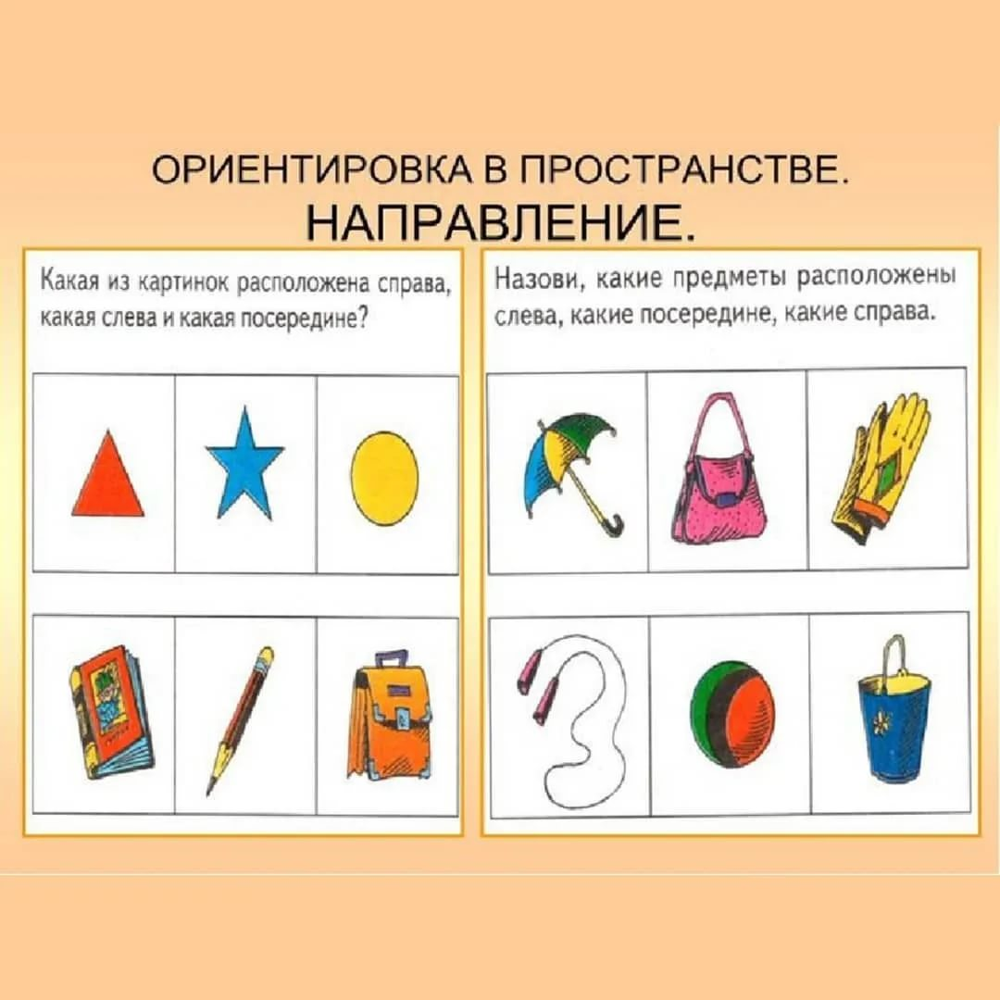 ОРИЕНТИРОВКА В ПРОСТРАНСТВЕ.
НАПРАВЛЕНИЕ.
Какая из картинок расположена справа,
какая слева и какая посередине?
Назови, какие предметы расположены
слева, какие посередине, какие справа.